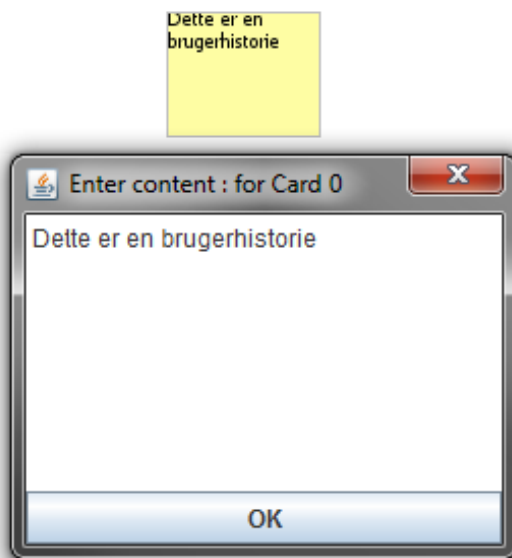 Dette er en
brugerhistorie
Enter content : for Card 0
Dette er en brugerhistorie
OK